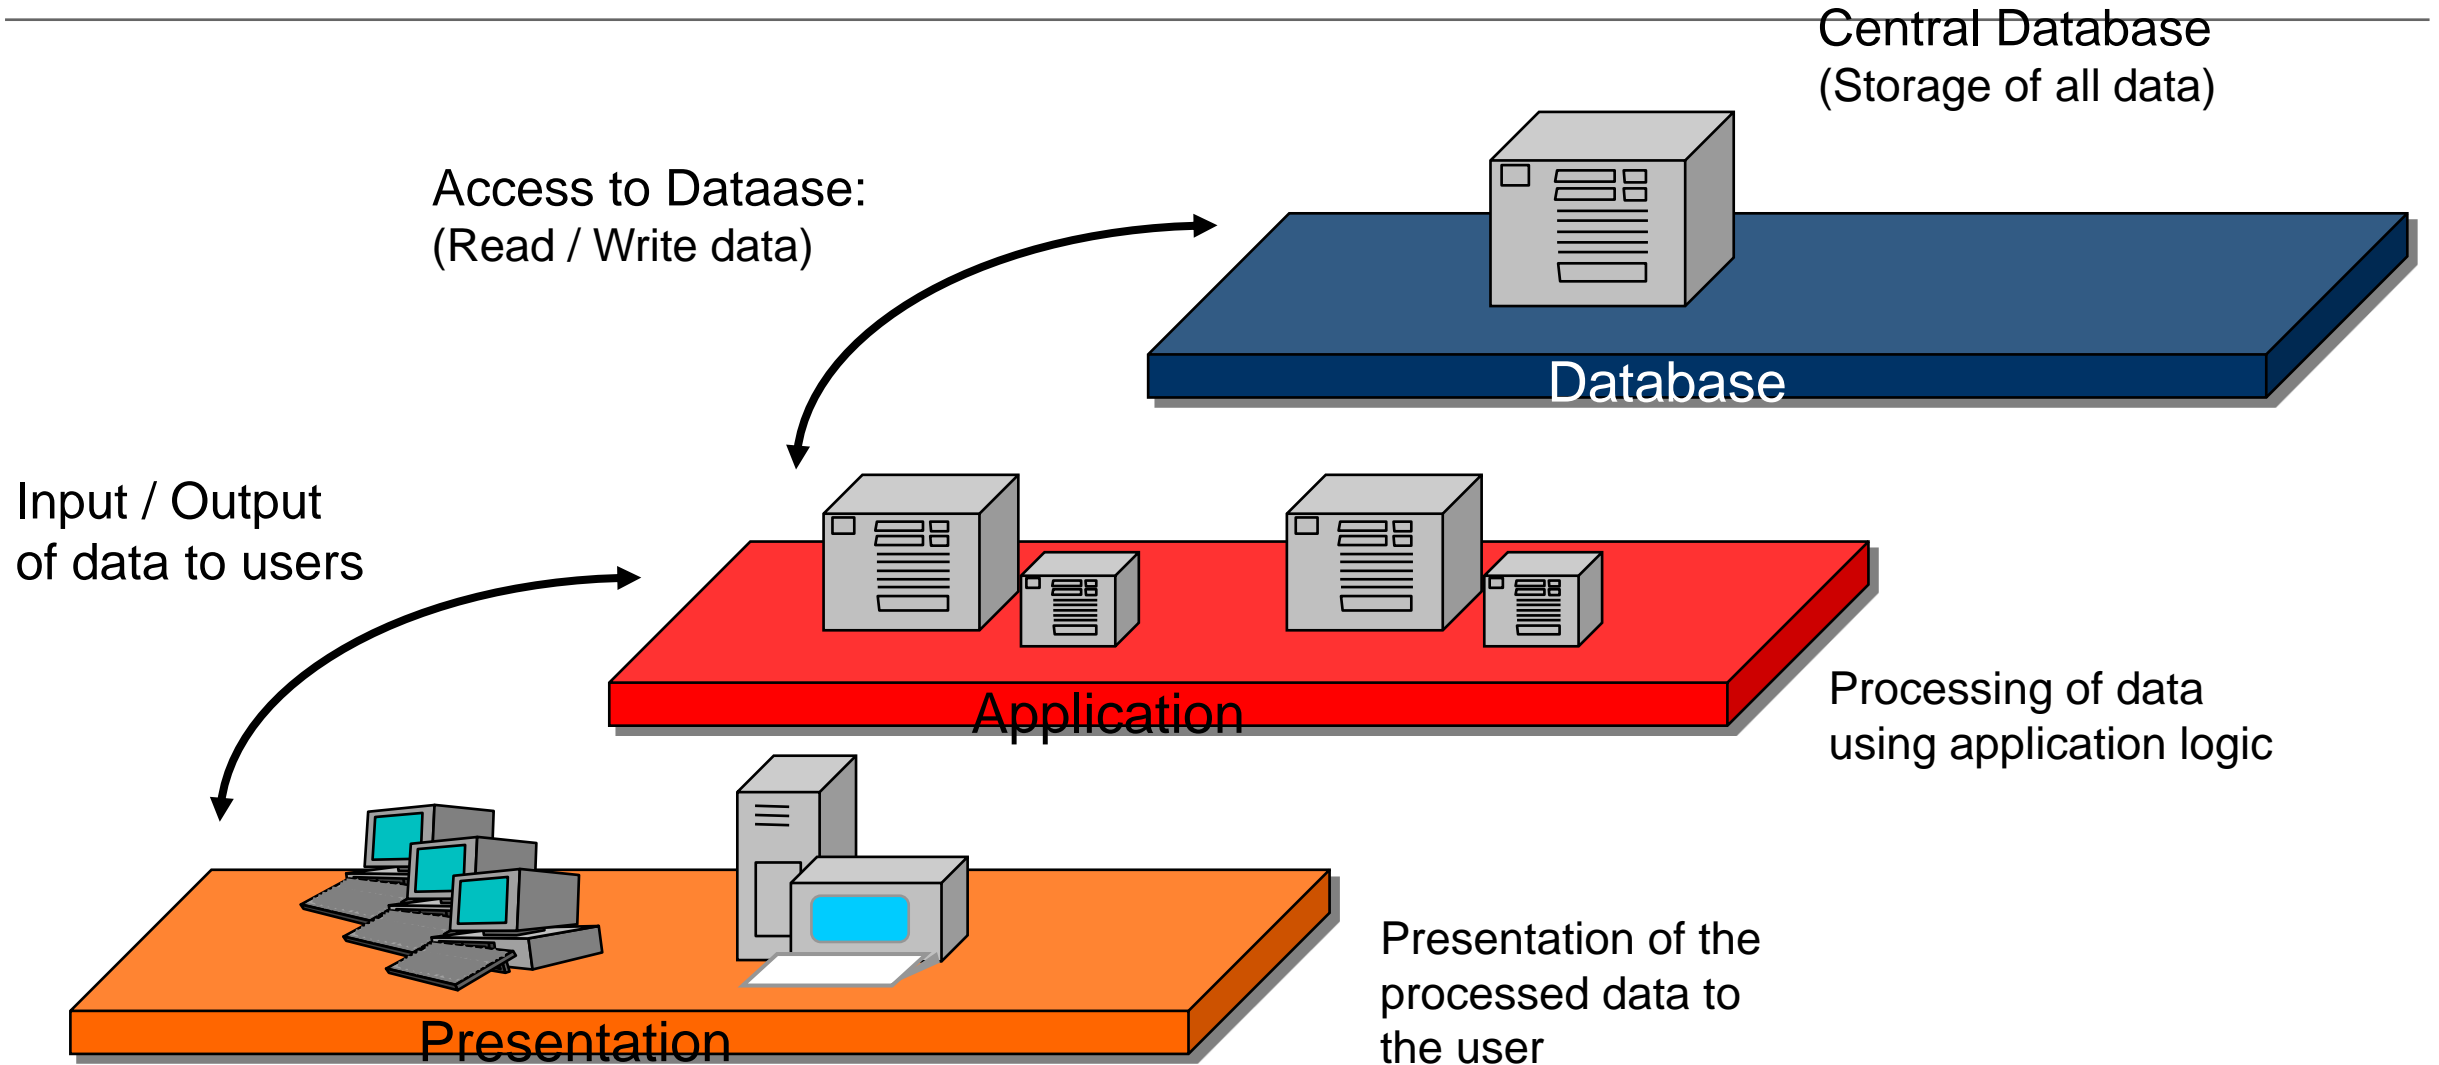 Central Database
(Storage of all data)
Access to Dataase:
(Read / Write data)
Database
Input / Output
of data to users
Application
Processing of data
using application logic
Presentation
Presentation of the
processed data to
the user